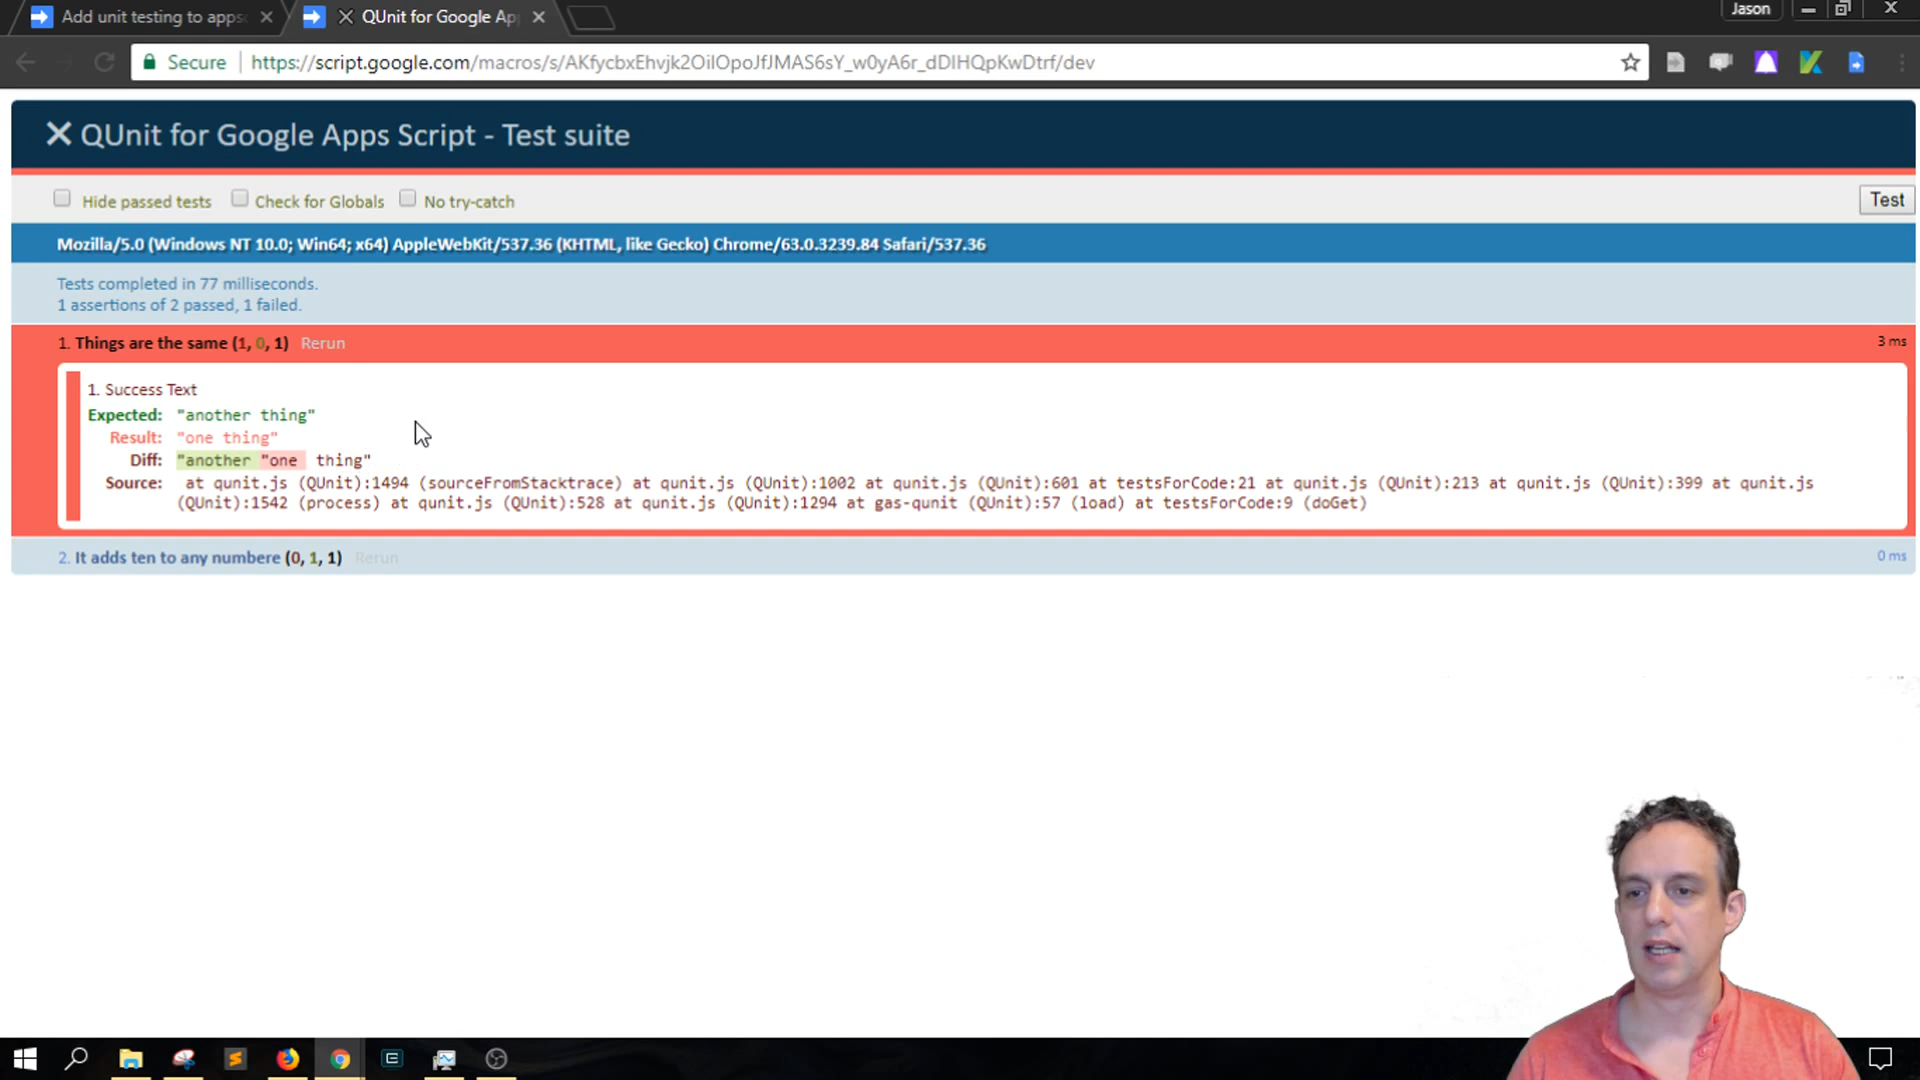 Add unit testing to apps
QUnit for Google Ap
Jason
Secure
https://script.google.com/macros/s/AKfycbxEhvjk2OilOpoJfJMAS6sY_w0yA6r_dDIHQpKwDtrf/dev
QUnit for Google Apps Script - Test suite
Hide passed tests Check for Globals No try-catch
Test
Mozilla/5.0 (Windows NT 10.0; Win64; x64) AppleWebKit/537.36 (KHTML, like Gecko) Chrome/63.0.3239.84 Safari/537.36
Tests completed in 77 milliseconds.
1 assertions of 2 passed, 1 failed.
1. Things are the same (1, 0, 1) Rerun
3 ms
1. Success Text
Expected: "another thing"
Result: "one thing"
Diff: "another "one thing"
Source: at qunit.js (QUnit):1494 (sourceFromStacktrace) at qunit.js (QUnit):1002 at qunit.js (QUnit):601 at testsForCode:21 at qunit.js (QUnit):213 at qunit.js (QUnit):399 at qunit.js
(QUnit):1542 (process) at qunit.js (QUnit):528 at qunit.js (QUnit):1294 at gas-qunit (QUnit):57 (load) at testsForCode:9 (doGet)
2. It adds ten to any numbere (0, 1, 1) Rerun
0 ms